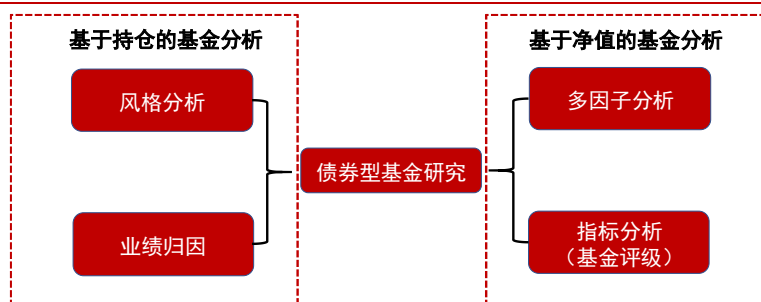 基于持仓的基金分析
基于净值的基金分析
风格分析
多因子分析
债券型基金研究
业绩归因
指标分析
（基金评级）